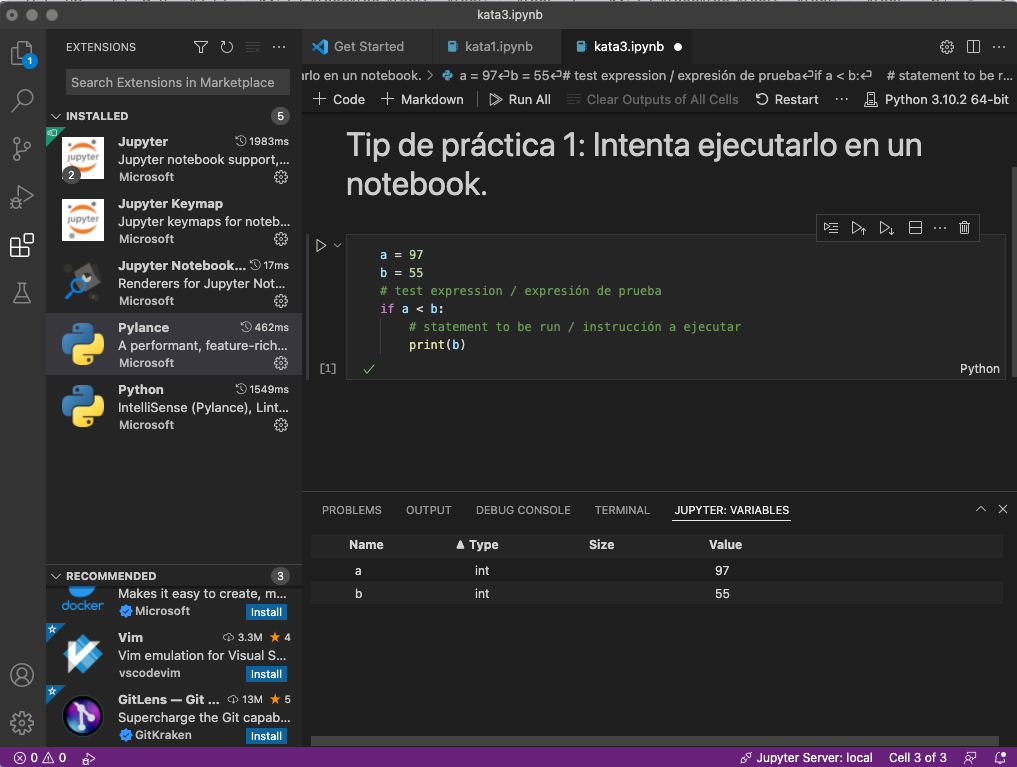 kata3.ipynb
EXTENSIONS
Search Extensions in Marketplace
INSTALLED 5
Jupyter 1983ms
Jupyter notebook support,...
Microsoft
jupyter
2
Jupyter Keymap
Jupyter keymaps for noteb...
Microsoft
jupyter
Jupyter Notebook... 17ms
Renderers for Jupyter Not...
Microsoft
Pylance 462ms
A performant, feature-rich...
Microsoft
Python 1549ms
IntelliSense (Pylance), Lint...
Microsoft
RECOMMENDED 3
Makes it easy to create, m...
docker
Microsoft Install
Vim 3.3M 4
Vim emulation for Visual S...
vscodevim Install
GitLens — Git ... 13M 5
Supercharge the Git capab...
GitKraken Install
1
Get Started kata1.ipynb kata3.ipynb
arlo en un notebook. > a = 97↵b = 55↵# test expression / expresión de prueba↵if a < b:↵ # statement to be r...
+ Code + Markdown Run All Clear Outputs of All Cells Restart ... Python 3.10.2 64-bit
Tip de práctica 1: Intenta ejecutarlo en un
notebook.
a = 97
b = 55
# test expression / expresión de prueba
if a < b:
# statement to be run / instrucción a ejecutar
print(b)
[1] Python
PROBLEMS OUTPUT DEBUG CONSOLE TERMINAL JUPYTER: VARIABLES
Name Type Size Value
a int 97
b int 55
0 0 Jupyter Server: local Cell 3 of 3